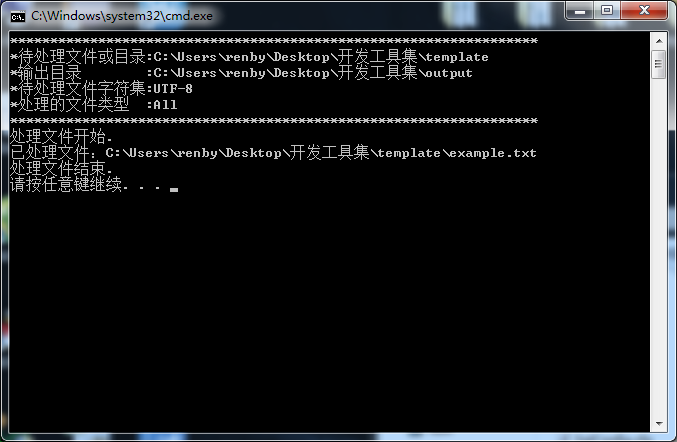 C:\Windows\system32\cmd.exe
******************************************************************
*待处理文件或目录:C:\Users\renby\Desktop\开发工具集\template
*输出目录        :C:\Users\renby\Desktop\开发工具集\output
*待处理文件字符集:UTF-8
*处理的文件类型  :All
******************************************************************
处理文件开始.
已处理文件: C:\Users\renby\Desktop\开发工具集\template\example.txt
处理文件结束.
请按任意键继续. . .